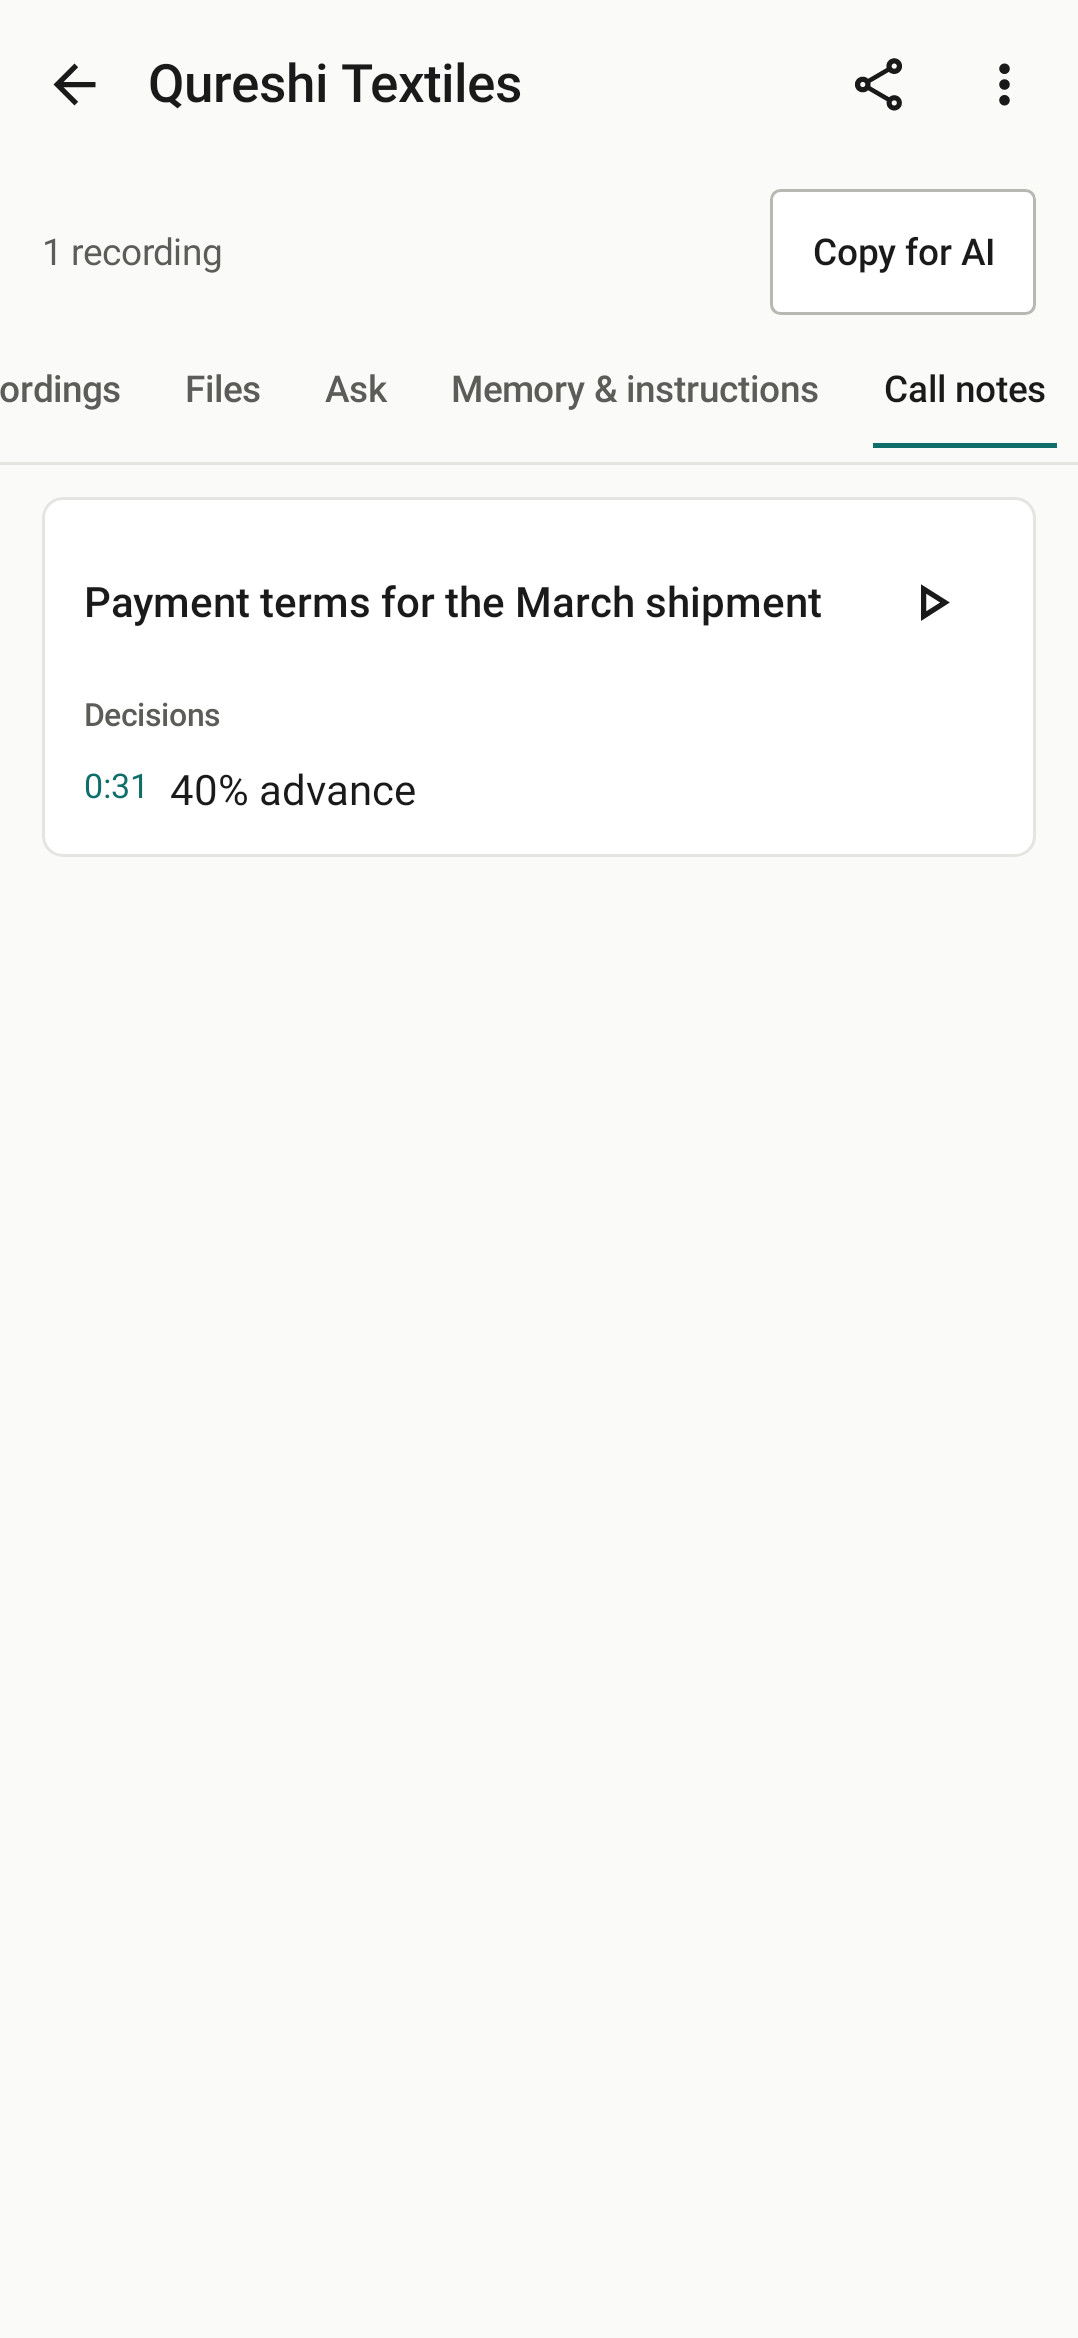 Qureshi Textiles
1 recording
Copy for AI
ordings Files Ask Memory & instructions Call notes
Payment terms for the March shipment
Decisions
0:31 40% advance